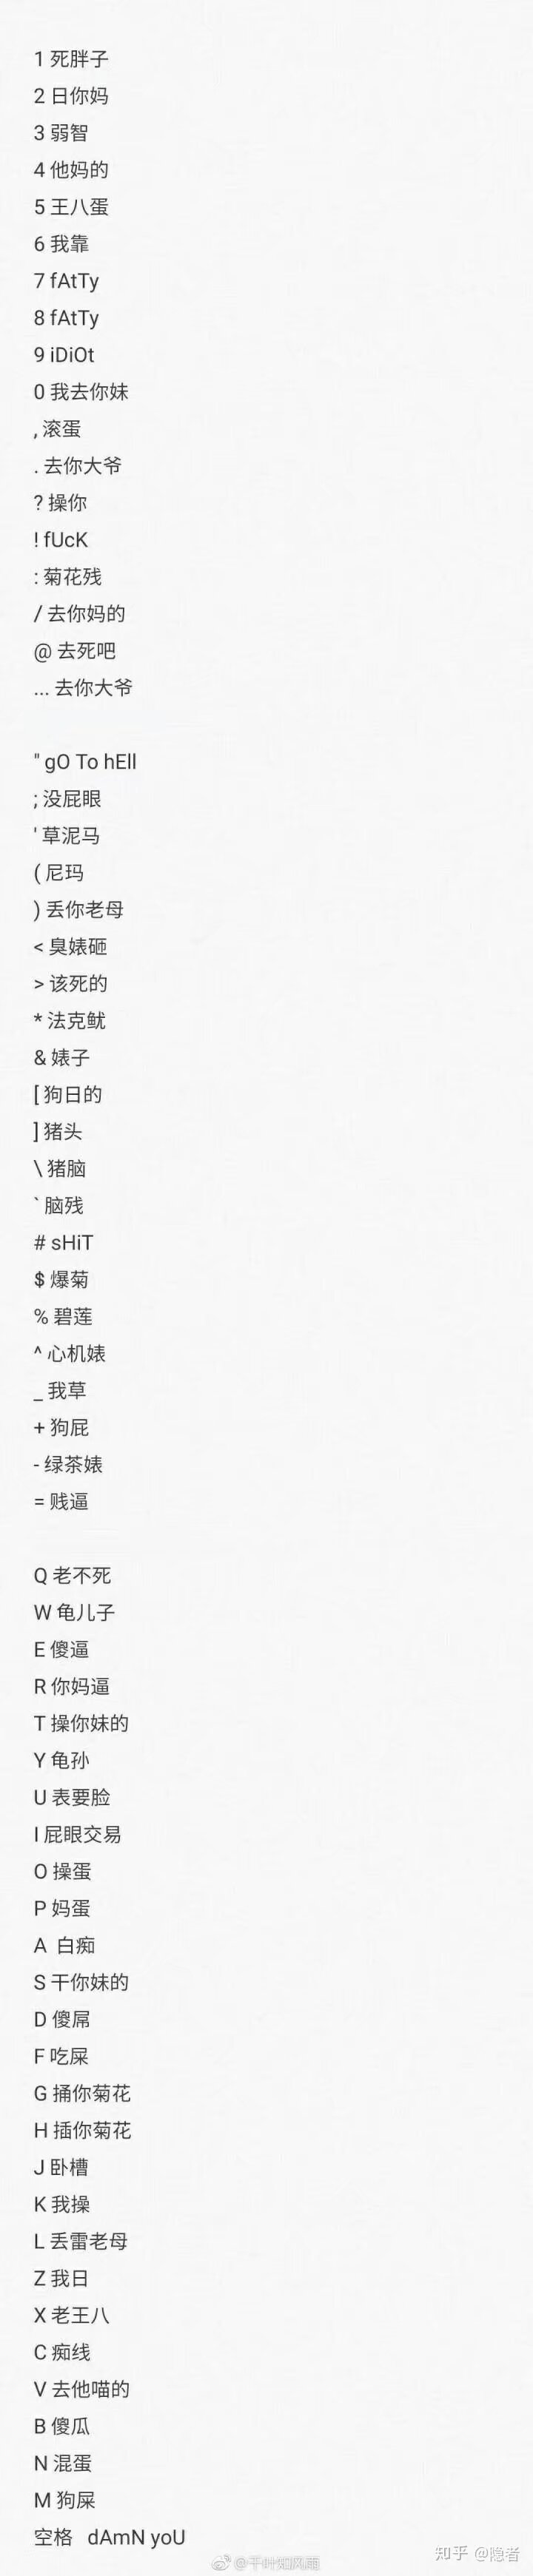 1 死胖子
2 日你妈
3 弱智
4 他妈的
5 王八蛋
6 我靠
7 fAtTy
8 fAtTy
9 iDiOt
0 我去你妹
, 滚蛋
. 去你大爷
? 操你
! fUcK
: 菊花残
/ 去你妈的
@ 去死吧
... 去你大爷
" gO To hEll
; 没屁眼
' 草泥马
( 尼玛
) 丢你老母
< 臭婊砸
> 该死的
* 法克鱿
& 婊子
[ 狗日的
] 猪头
\ 猪脑
` 脑残
# sHiT
$ 爆菊
% 碧莲
^ 心机婊
_ 我草
+ 狗屁
- 绿茶婊
= 贱逼
Q 老不死
W 龟儿子
E 傻逼
R 你妈逼
T 操你妹的
Y 龟孙
U 表要脸
I 屁眼交易
O 操蛋
P 妈蛋
A 白痴
S 干你妹的
D 傻屌
F 吃屎
G 捅你菊花
H 插你菊花
J 卧槽
K 我操
L 丢雷老母
Z 我日
X 老王八
C 痴线
V 去他喵的
B 傻瓜
N 混蛋
M 狗屎
空格 dAmN yoU
知乎 @隐者